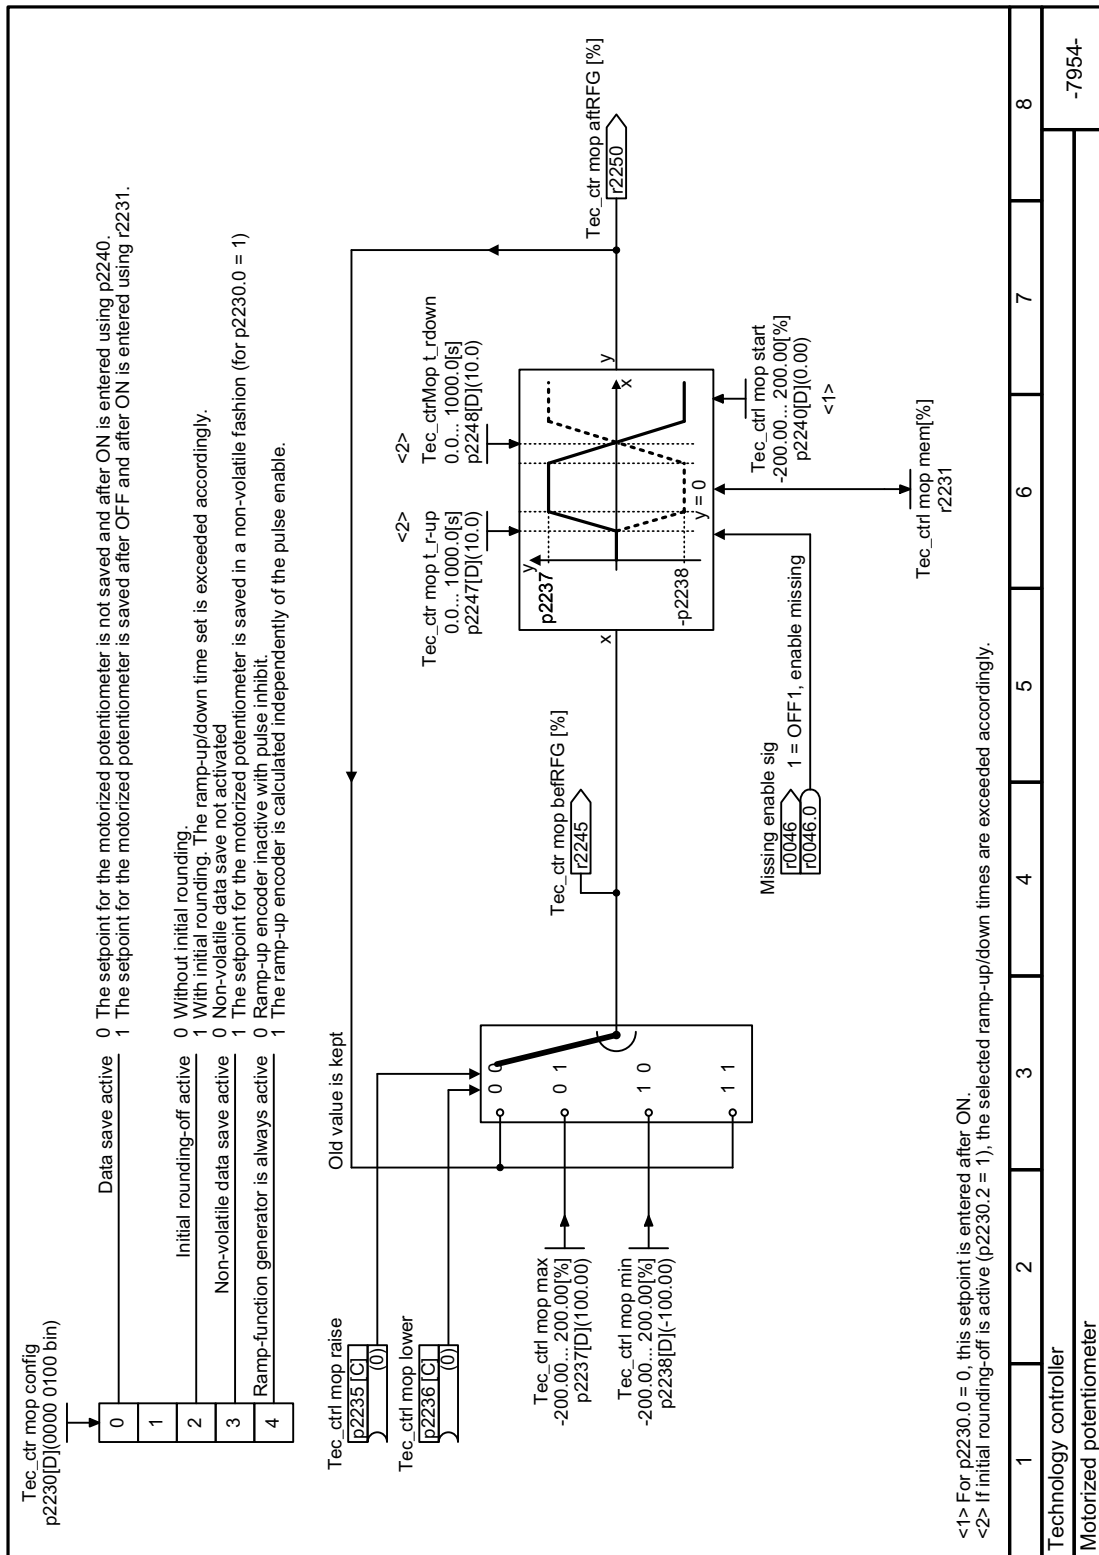 Tec_ctr mop config
p2230[D](0000 0100 bin)
0
1
2
3
4
Data save active
0 The setpoint for the motorized potentiometer is not saved and after ON is entered using p2240.
1 The setpoint for the motorized potentiometer is saved after OFF and after ON is entered using r2231.
Initial rounding-off active
0 Without initial rounding.
1 With initial rounding. The ramp-up/down time set is exceeded accordingly.
Non-volatile data save active
0 Non-volatile data save not activated
1 The setpoint for the motorized potentiometer is saved in a non-volatile fashion (for p2230.0 = 1)
Ramp-function generator is always active
0 Ramp-up encoder inactive with pulse inhibit.
1 The ramp-up encoder is calculated independently of the pulse enable.
Tec_ctrl mop raise
p2235 [C]
(0)
Tec_ctrl mop lower
p2236 [C]
(0)
Old value is kept
0 0
0 1
1 0
1 1
Tec_ctrl mop max
-200.00... 200.00[%]
p2237[D](100.00)
Tec_ctrl mop min
-200.00... 200.00[%]
p2238[D](-100.00)
Tec_ctr mop befRFG [%]
r2245
Missing enable sig
r0046
r0046.0
1 = OFF1, enable missing
<2>
Tec_ctr mop t_r-up
0.0... 1000.0[s]
p2247[D](10.0)
<2>
Tec_ctrMop t_rdown
0.0... 1000.0[s]
p2248[D](10.0)
x
y
y
p2237
-p2238
x
y = 0
Tec_ctrl mop start
-200.00... 200.00[%]
p2240[D](0.00)
<1>
Tec_ctrl mop mem[%]
r2231
Tec_ctr mop aftRFG [%]
r2250
<1> For p2230.0 = 0, this setpoint is entered after ON.
<2> If initial rounding-off is active (p2230.2 = 1), the selected ramp-up/down times are exceeded accordingly.
1
2
3
4
5
6
7
8
Technology controller
Motorized potentiometer
-7954-